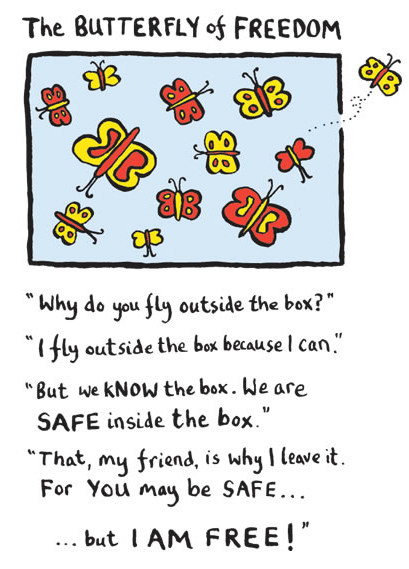 The BUTTERFLY of FREEDOM
"Why do you fly outside the box?"
"I fly outside the box because I can."
"But we KNOW the box. We are
SAFE inside the box."
"That, my friend, is why I leave it.
For YOU may be SAFE...
... but I AM FREE!"